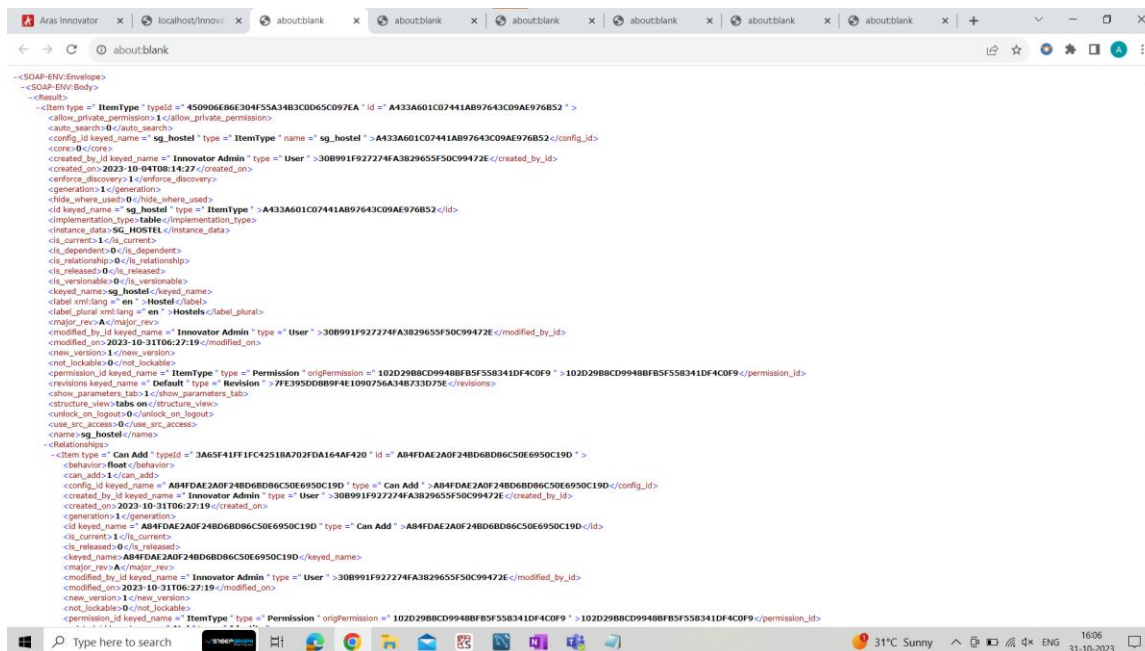 Aras Innovator
localhost/Innova
about:blank
about:blank
about:blank
about:blank
about:blank
about:blank
about:blank
-<SOAP-ENV:Envelope>
-<SOAP-ENV:Body>
-<Result>
-<Item type =" ItemType " typeId =" 450906E86E304F55A34B3C0D65C097EA " id =" A433A601C07441AB97643C09AE976B52 " >
<allow_private_permission>1</allow_private_permission>
<auto_search>0</auto_search>
<config_id keyed_name =" sg_hostel " type =" ItemType " name =" sg_hostel " >A433A601C07441AB97643C09AE976B52</config_id>
<core>0</core>
<created_by_id keyed_name =" Innovator Admin " type =" User " >30B991F927274FA3829655F50C99472E</created_by_id>
<created_on>2023-10-04T08:14:27</created_on>
<enforce_discovery>1</enforce_discovery>
<generation>1</generation>
<hide_where_used>0</hide_where_used>
<id keyed_name =" sg_hostel " type =" ItemType " >A433A601C07441AB97643C09AE976B52</id>
<implementation_type>table</implementation_type>
<instance_data>SG_HOSTEL</instance_data>
<is_current>1</is_current>
<is_dependent>0</is_dependent>
<is_relationship>0</is_relationship>
<is_released>0</is_released>
<is_versionable>0</is_versionable>
<keyed_name>sg_hostel</keyed_name>
<label xml:lang =" en " >Hostel</label>
<label_plural xml:lang =" en " >Hostels</label_plural>
<major_rev>A</major_rev>
<modified_by_id keyed_name =" Innovator Admin " type =" User " >30B991F927274FA3829655F50C99472E</modified_by_id>
<modified_on>2023-10-31T06:27:19</modified_on>
<new_version>1</new_version>
<not_lockable>0</not_lockable>
<permission_id keyed_name =" ItemType " type =" Permission " origPermission =" 102D29B8CD9948BFB5F558341DF4C0F9 " >102D29B8CD9948BFB5F558341DF4C0F9</permission_id>
<revisions keyed_name =" Default " type =" Revision " >7FE395DD8B9F4E1090756A34B733D75E</revisions>
<show_parameters_tab>1</show_parameters_tab>
<structure_view>tabs on</structure_view>
<unlock_on_logout>0</unlock_on_logout>
<use_src_access>0</use_src_access>
<name>sg_hostel</name>
-<Relationships>
-<Item type =" Can Add " typeId =" 3A65F41FF1FC42518A702FDA164AF420 " id =" A84FDAE2A0F24BD6BD86C50E6950C19D " >
<behavior>float</behavior>
<can_add>1</can_add>
<config_id keyed_name =" A84FDAE2A0F24BD6BD86C50E6950C19D " type =" Can Add " >A84FDAE2A0F24BD6BD86C50E6950C19D</config_id>
<created_by_id keyed_name =" Innovator Admin " type =" User " >30B991F927274FA3829655F50C99472E</created_by_id>
<created_on>2023-10-31T06:27:19</created_on>
<generation>1</generation>
<id keyed_name =" A84FDAE2A0F24BD6BD86C50E6950C19D " type =" Can Add " >A84FDAE2A0F24BD6BD86C50E6950C19D</id>
<is_current>1</is_current>
<is_released>0</is_released>
<keyed_name>A84FDAE2A0F24BD6BD86C50E6950C19D</keyed_name>
<major_rev>A</major_rev>
<modified_by_id keyed_name =" Innovator Admin " type =" User " >30B991F927274FA3829655F50C99472E</modified_by_id>
<modified_on>2023-10-31T06:27:19</modified_on>
<new_version>1</new_version>
<not_lockable>0</not_lockable>
<permission_id keyed_name =" ItemType " type =" Permission " origPermission =" 102D29B8CD9948BFB5F558341DF4C0F9 " >102D29B8CD9948BFB5F558341DF4C0F9</permission_id>
Type here to search
31°C Sunny
ENG
16:06
31-10-2023